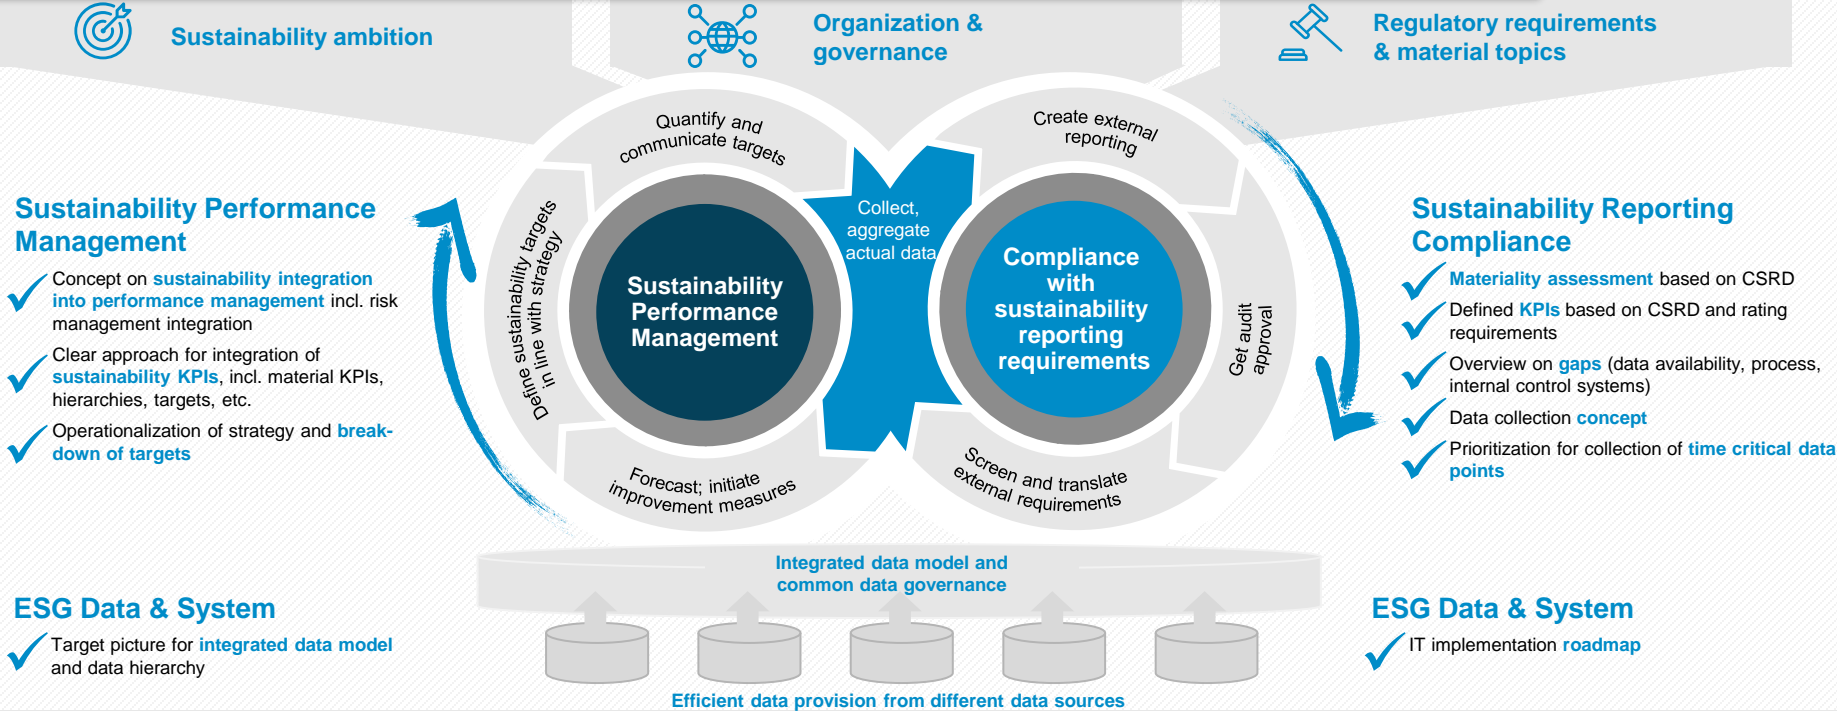 Sustainability ambition
Organization &
governance
Regulatory requirements
& material topics
Sustainability Performance
Management
Concept on sustainability integration
into performance management incl. risk
management integration
Clear approach for integration of
sustainability KPIs, incl. material KPIs,
hierarchies, targets, etc.
Operationalization of strategy and break-
down of targets
Quantify and
communicate targets
Define sustainability targets
in line with strategy
Forecast; initiate
improvement measures
Sustainability
Performance
Management
Collect,
aggregate
actual data
Create external
reporting
Get audit
approval
Screen and translate
external requirements
Compliance
with
sustainability
reporting
requirements
Sustainability Reporting
Compliance
Materiality assessment based on CSRD
Defined KPIs based on CSRD and rating
requirements
Overview on gaps (data availability, process,
internal control systems)
Data collection concept
Prioritization for collection of time critical data
points
Integrated data model and
common data governance
Efficient data provision from different data sources
ESG Data & System
Target picture for integrated data model
and data hierarchy
ESG Data & System
IT implementation roadmap